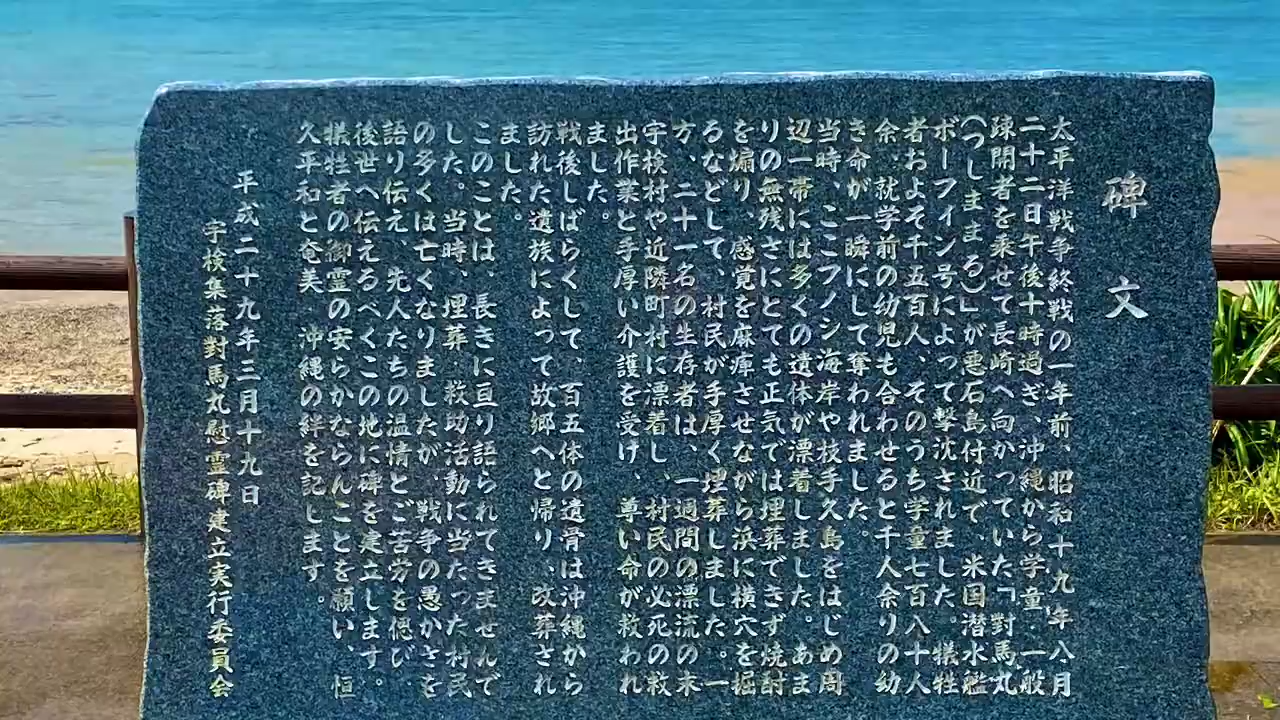 碑文
太平洋戦争終戦の一年前、昭和十九年八月
二十二日午後十時過ぎ、沖縄から学童・一般
疎開者を乗せて長崎へ向かっていた「對馬丸
(つしままる)」が悪石島付近で、米国潜水艦
ボーフィン号によって撃沈されました。犠牲
者およそ千五百人、そのうち学童七百八十人
余、就学前の幼児も合わせると千人余りの幼
き命が一瞬にして奪われました。
当時、ここフノシ海岸や枝手久島をはじめ周
辺一帯には多くの遺体が漂着しました。あま
りの無残さにとても正気では埋葬できず焼酎
を煽り、感覚を麻痺させながら浜に横穴を掘
るなどして、村民が手厚く埋葬しました。一
方、二十一名の生存者は、一週間の漂流の末
宇検村や近隣町村に漂着し、村民の必死の救
出作業と手厚い介護を受け、尊い命が救われ
ました。
戦後しばらくして、百五体の遺骨は沖縄から
訪れた遺族によって故郷へと帰り、改葬され
ました。
このことは、長きに亘り語られてきませんで
した。当時、埋葬・救助活動に当たった村民
の多くは亡くなりましたが、戦争の愚かさを
語り伝え、先人たちの温情とご苦労を偲び、
後世へ伝えるべくこの地に碑を建立します。
犠牲者の御霊の安らかならんことを願い、恒
久平和と奄美・沖縄の絆を記します。
平成二十九年三月十九日
宇検集落對馬丸慰霊碑建立実行委員会